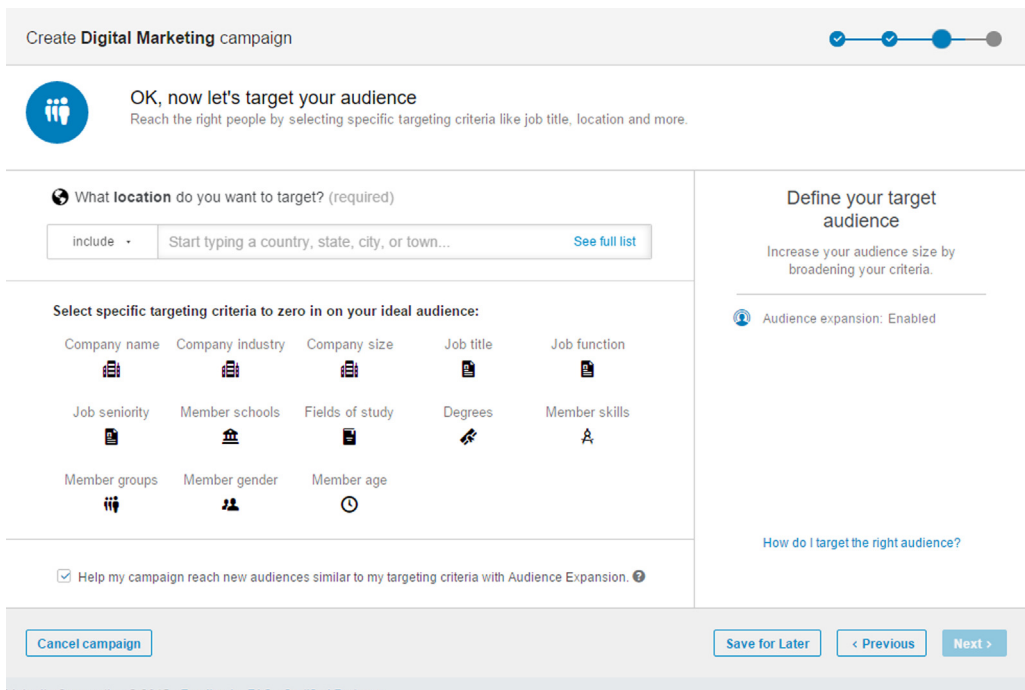 Create Digital Marketing campaign
OK, now let's target your audience
Reach the right people by selecting specific targeting criteria like job title, location and more.
What location do you want to target? (required)
include
Start typing a country, state, city, or town...
See full list
Select specific targeting criteria to zero in on your ideal audience:
Company name Company industry Company size Job title Job function
Job seniority Member schools Fields of study Degrees Member skills
Member groups Member gender Member age
Help my campaign reach new audiences similar to my targeting criteria with Audience Expansion. ?
Define your target
audience
Increase your audience size by
broadening your criteria.
Audience expansion: Enabled
How do I target the right audience?
Cancel campaign
Save for Later
< Previous
Next >